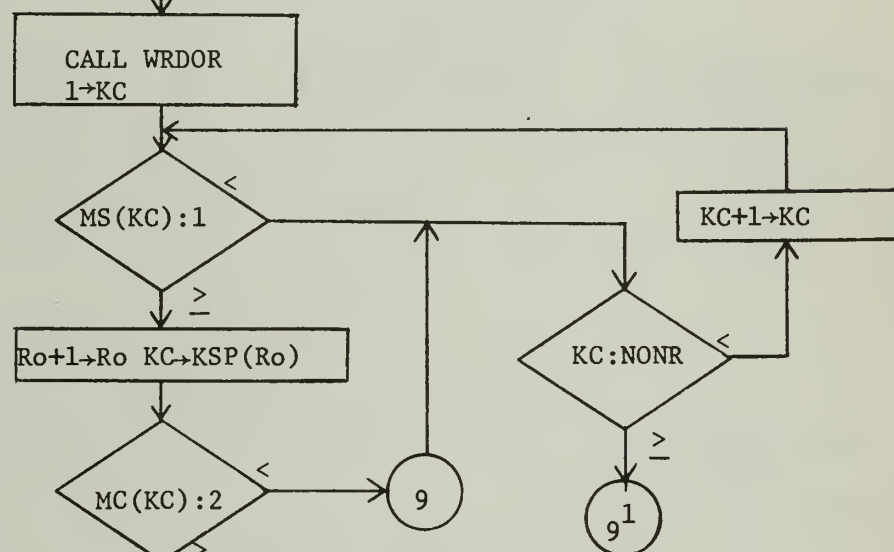 CALL WRDOR
1→KC
<
MS(KC):1
KC+1→KC
≥
Ro+1→Ro KC→KSP(Ro)
KC:NONR
<
≥
<
MC(KC):2
9
9¹
≥